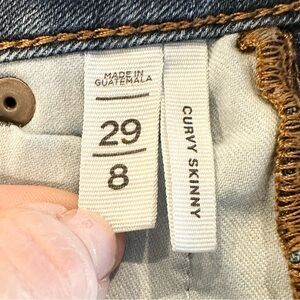 MADE IN
GUATEMALA
29
8
CURVY SKINNY